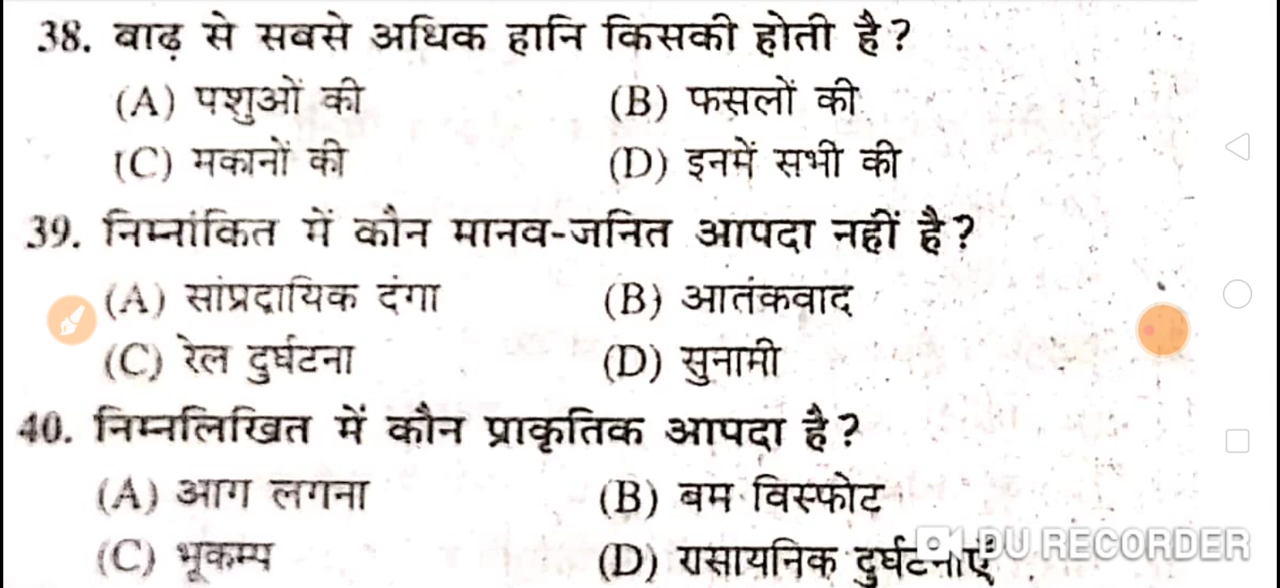 38. बाढ़ से सबसे अधिक हानि किसकी होती है?
(A) पशुओं की (B) फसलों की
(C) मकानों की (D) इनमें सभी की
39. निम्नांकित में कौन मानव-जनित आपदा नहीं है?
(A) सांप्रदायिक दंगा (B) आतंकवाद
(C) रेल दुर्घटना (D) सुनामी
40. निम्नलिखित में कौन प्राकृतिक आपदा है?
(A) आग लगना (B) बम विस्फोट
(C) भूकम्प (D) रासायनिक दुर्घटनाएँ
DU RECORDER